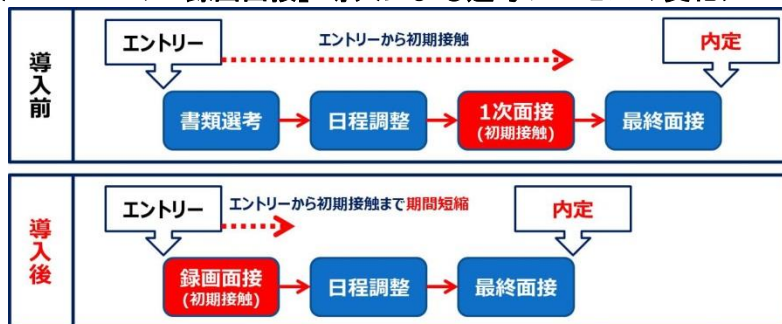 導入前
エントリー
エントリーから初期接触
内定
書類選考
日程調整
1次面接
(初期接触)
最終面接
導入後
エントリー
エントリーから初期接触まで期間短縮
内定
録画面接
(初期接触)
日程調整
最終面接